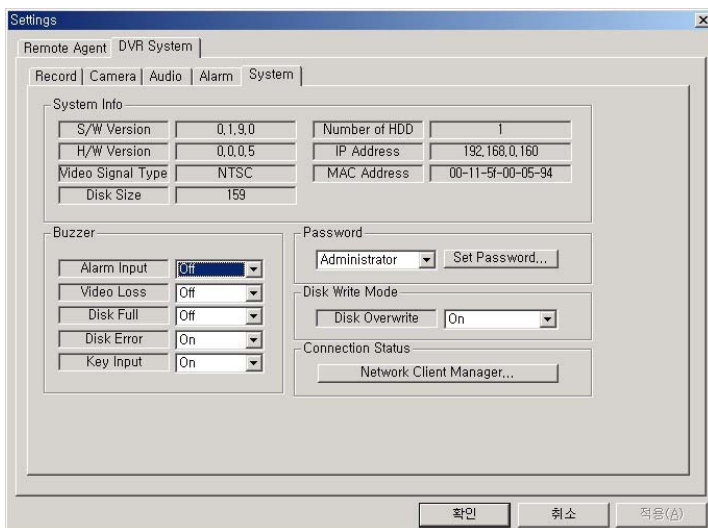 Settings
Remote Agent DVR System
Record Camera Audio Alarm System
System Info
S/W Version 0,1,9,0 Number of HDD 1
H/W Version 0,0,0,5 IP Address 192,168,0,160
Video Signal Type NTSC MAC Address 00-11-5f-00-05-94
Disk Size 159
Buzzer
Alarm Input Off
Video Loss Off
Disk Full Off
Disk Error On
Key Input On
Password
Administrator Set Password,,,
Disk Write Mode
Disk Overwrite On
Connection Status
Network Client Manager,,,
확인 취소 적용(A)